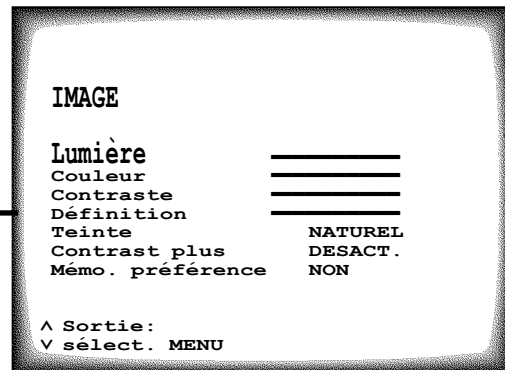 IMAGE
Lumière
Couleur
Contraste
Définition
Teinte NATUREL
Contrast plus DESACT.
Mémo. préférence NON
∧ Sortie:
∨ sélect. MENU